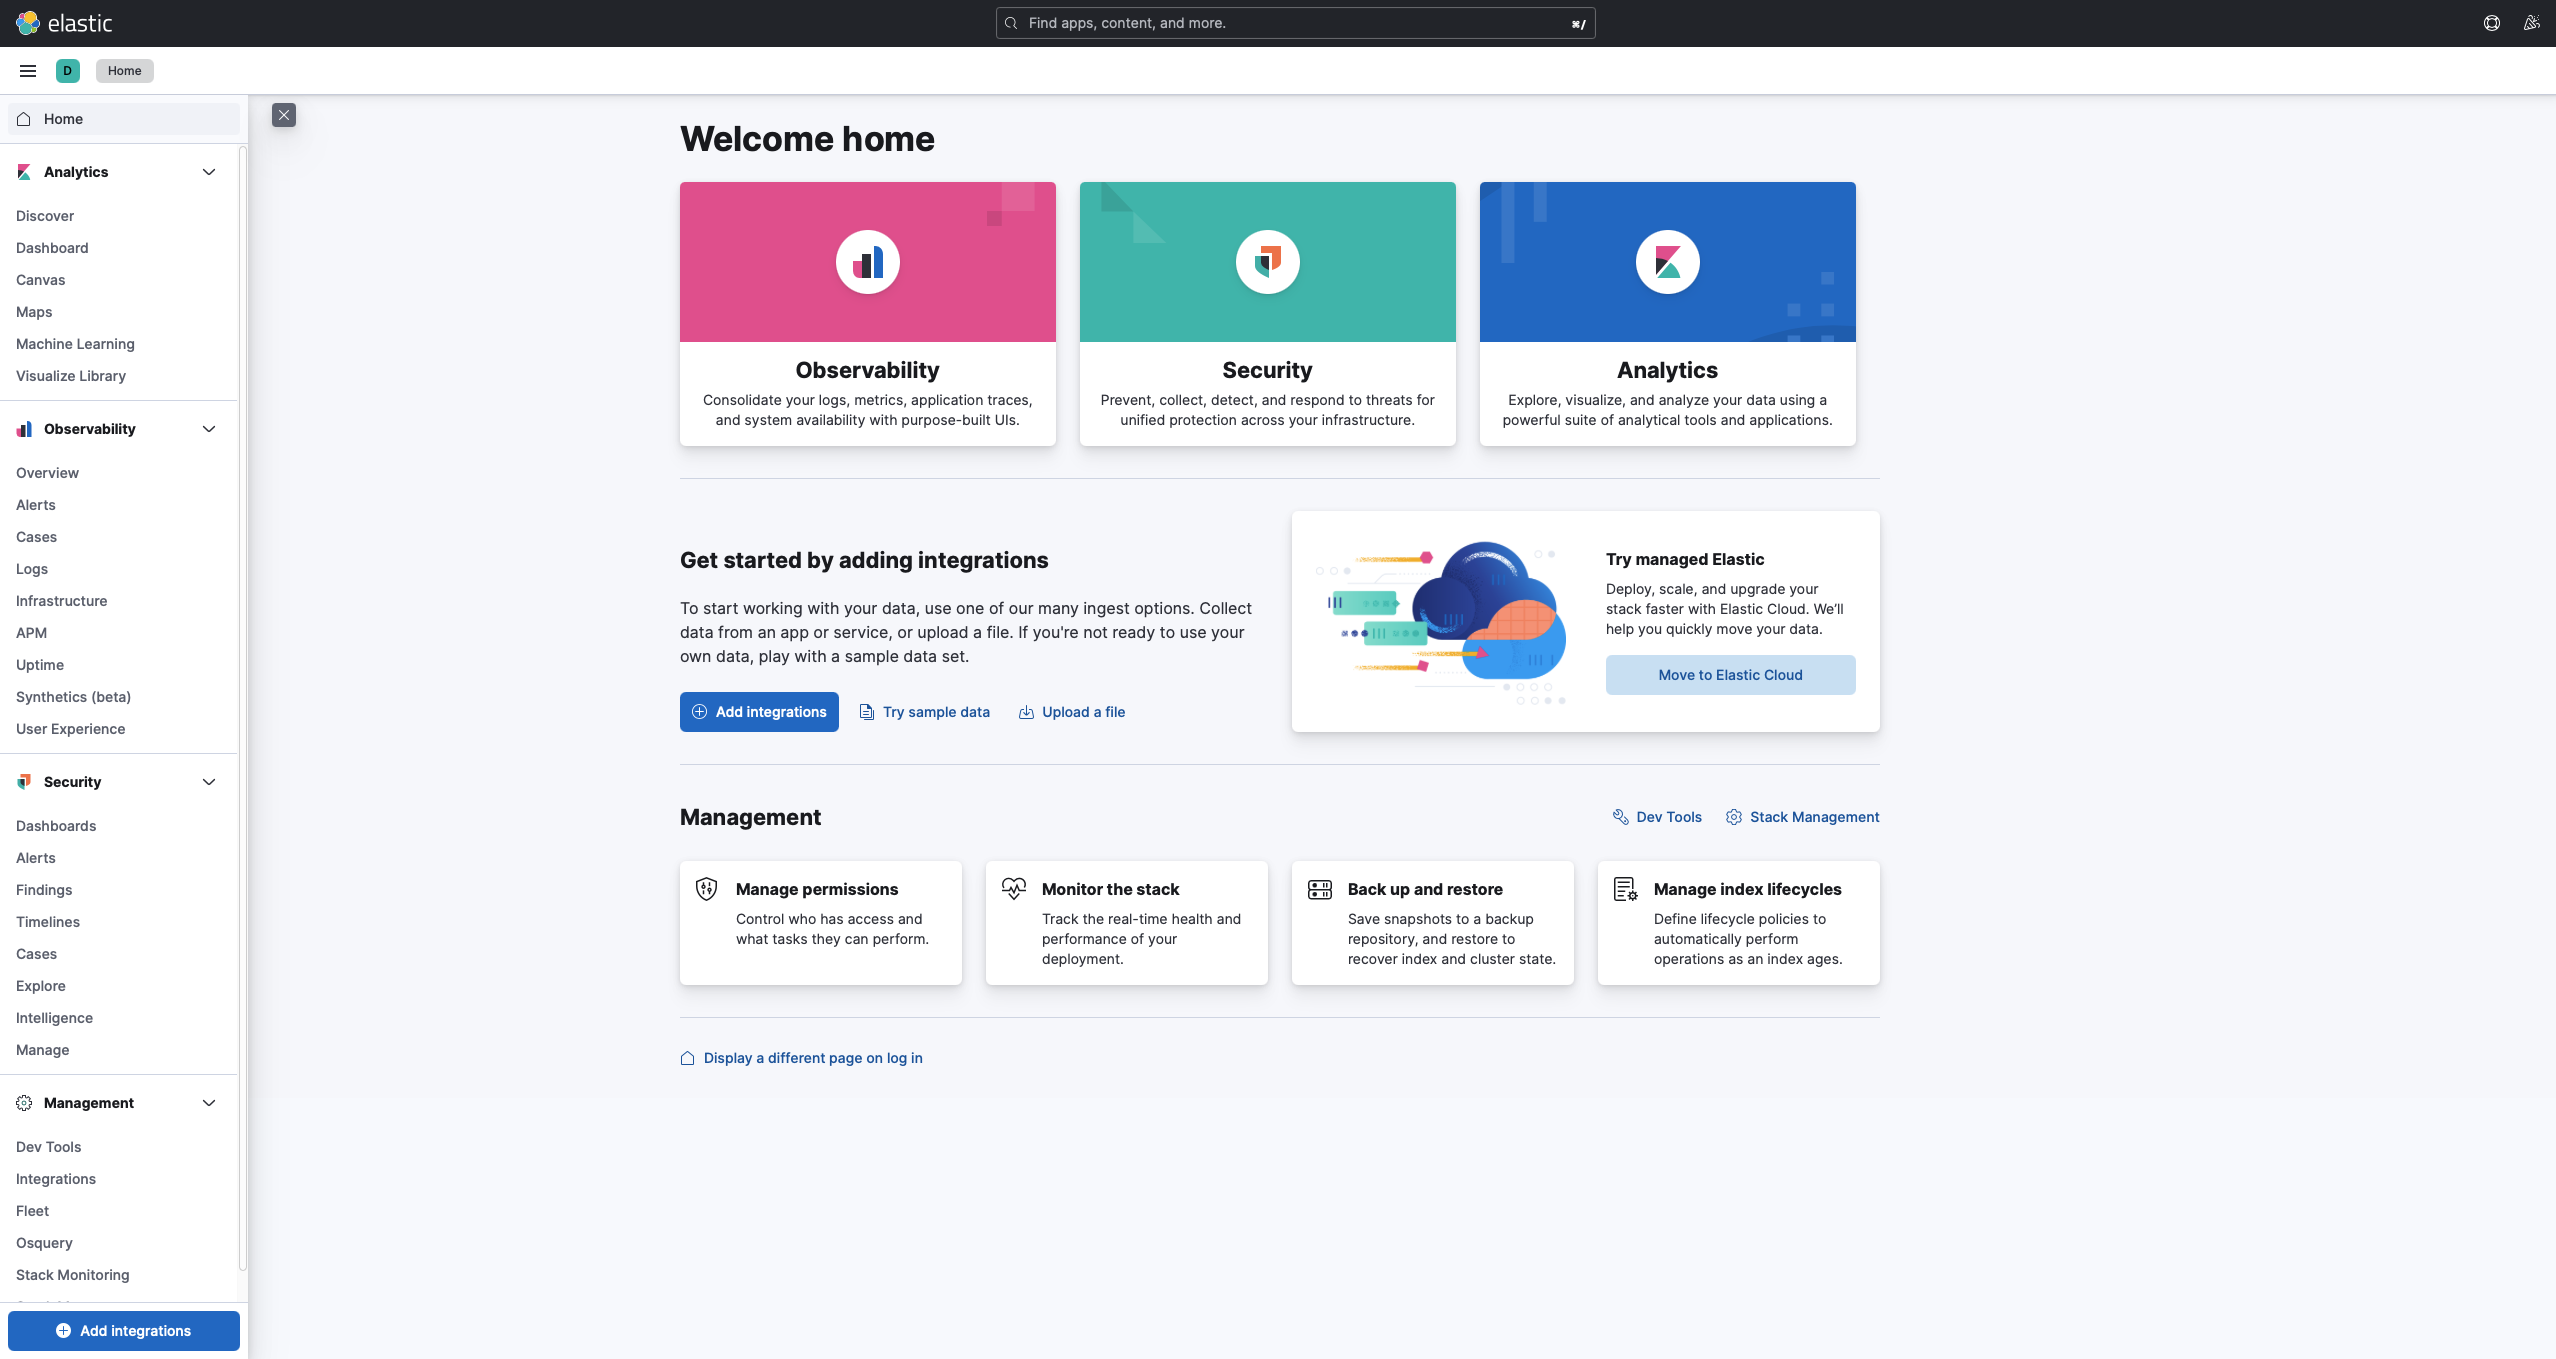 elastic
Find apps, content, and more.
⌘/
D
Home
Home
Analytics
Discover
Dashboard
Canvas
Maps
Machine Learning
Visualize Library
Observability
Overview
Alerts
Cases
Logs
Infrastructure
APM
Uptime
Synthetics (beta)
User Experience
Security
Dashboards
Alerts
Findings
Timelines
Cases
Explore
Intelligence
Manage
Management
Dev Tools
Integrations
Fleet
Osquery
Stack Monitoring
Add integrations
Welcome home
Observability
Consolidate your logs, metrics, application traces,
and system availability with purpose-built UIs.
Security
Prevent, collect, detect, and respond to threats for
unified protection across your infrastructure.
Analytics
Explore, visualize, and analyze your data using a
powerful suite of analytical tools and applications.
Get started by adding integrations
To start working with your data, use one of our many ingest options. Collect
data from an app or service, or upload a file. If you're not ready to use your
own data, play with a sample data set.
Add integrations
Try sample data
Upload a file
Try managed Elastic
Deploy, scale, and upgrade your
stack faster with Elastic Cloud. We’ll
help you quickly move your data.
Move to Elastic Cloud
Management
Dev Tools
Stack Management
Manage permissions
Control who has access and
what tasks they can perform.
Monitor the stack
Track the real-time health and
performance of your
deployment.
Back up and restore
Save snapshots to a backup
repository, and restore to
recover index and cluster state.
Manage index lifecycles
Define lifecycle policies to
automatically perform
operations as an index ages.
Display a different page on log in